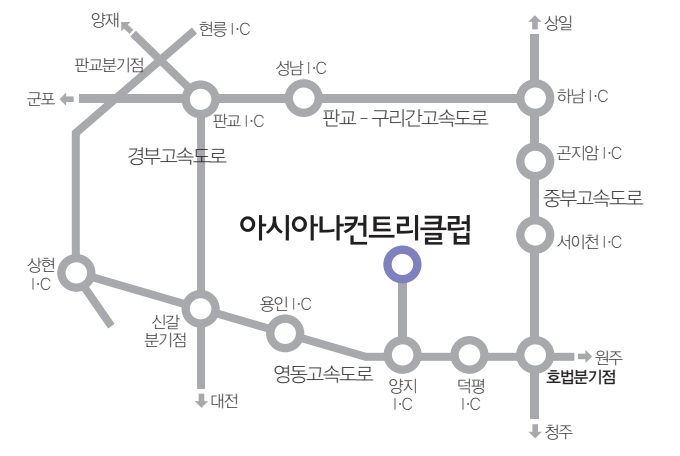 양재
현릉 I·C
상일
판교분기점
성남 I·C
군포
하남 I·C
판교 I·C
판교 – 구리간고속도로
경부고속도로
곤지암 I·C
중부고속도로
아시아나컨트리클럽
서이천 I·C
상현
I·C
용인 I·C
신갈
분기점
원주
영동고속도로
호법분기점
양지
I·C
덕평
I·C
대전
청주